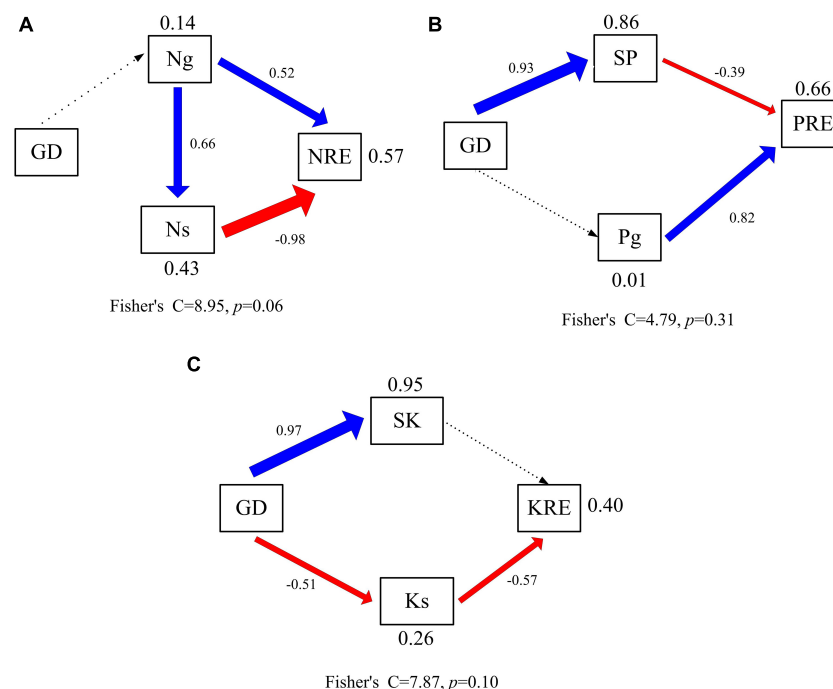 A
0.14
Ng
0.52
GD
0.66
NRE
0.57
Ns
-0.98
0.43
Fisher's C=8.95, p=0.06
B
0.86
SP
0.93
-0.39
0.66
PRE
GD
0.82
Pg
0.01
Fisher's C=4.79, p=0.31
C
0.95
SK
0.97
GD
KRE
0.40
-0.51
-0.57
Ks
0.26
Fisher's C=7.87, p=0.10